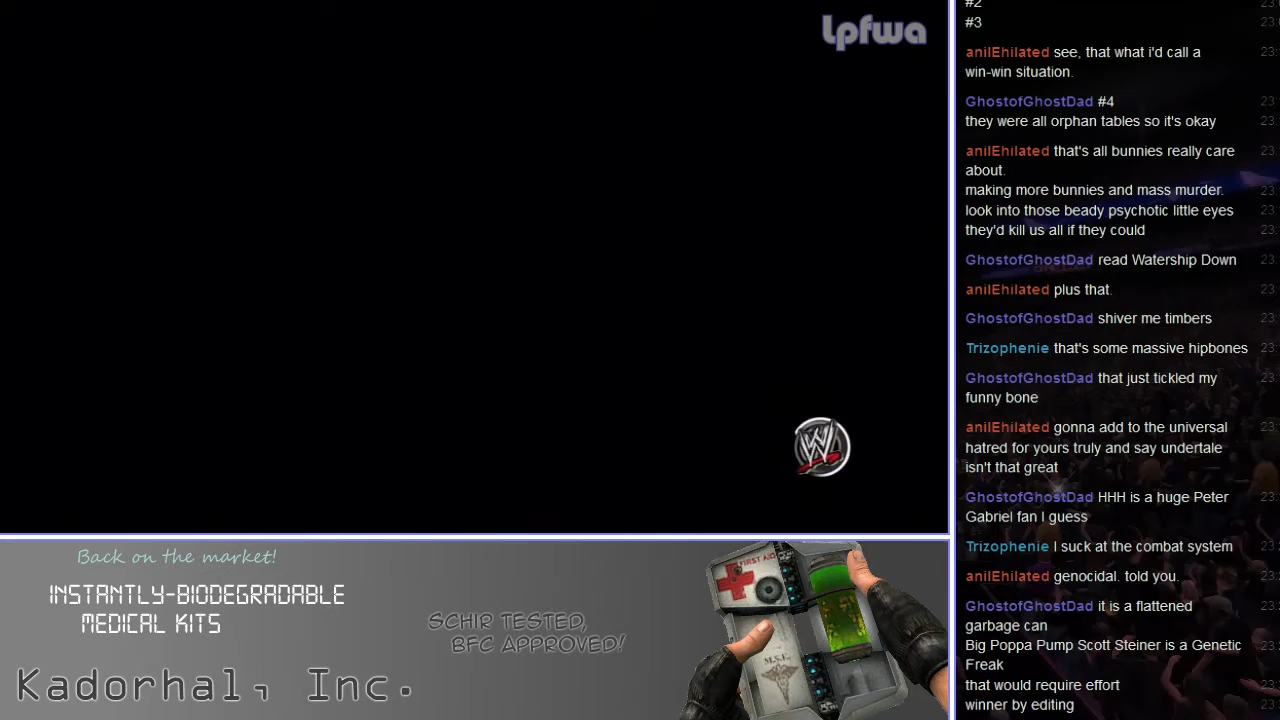 Lpfwa
W
Back on the market!
INSTANTLY-BIODEGRADABLE
MEDICAL KITS
SCHIR TESTED,
BFC APPROVED!
Kadorhal, Inc.
FIRST AID
M.S.I.
#2
#3
anilEhilated see, that what i'd call a
win-win situation.
GhostofGhostDad #4
they were all orphan tables so it's okay
anilEhilated that's all bunnies really care
about.
making more bunnies and mass murder.
look into those beady psychotic little eyes
they'd kill us all if they could
GhostofGhostDad read Watership Down
anilEhilated plus that.
GhostofGhostDad shiver me timbers
Trizophenie that's some massive hipbones
GhostofGhostDad that just tickled my
funny bone
anilEhilated gonna add to the universal
hatred for yours truly and say undertale
isn't that great
GhostofGhostDad HHH is a huge Peter
Gabriel fan I guess
Trizophenie I suck at the combat system
anilEhilated genocidal. told you.
GhostofGhostDad it is a flattened
garbage can
Big Poppa Pump Scott Steiner is a Genetic
Freak
that would require effort
winner by editing